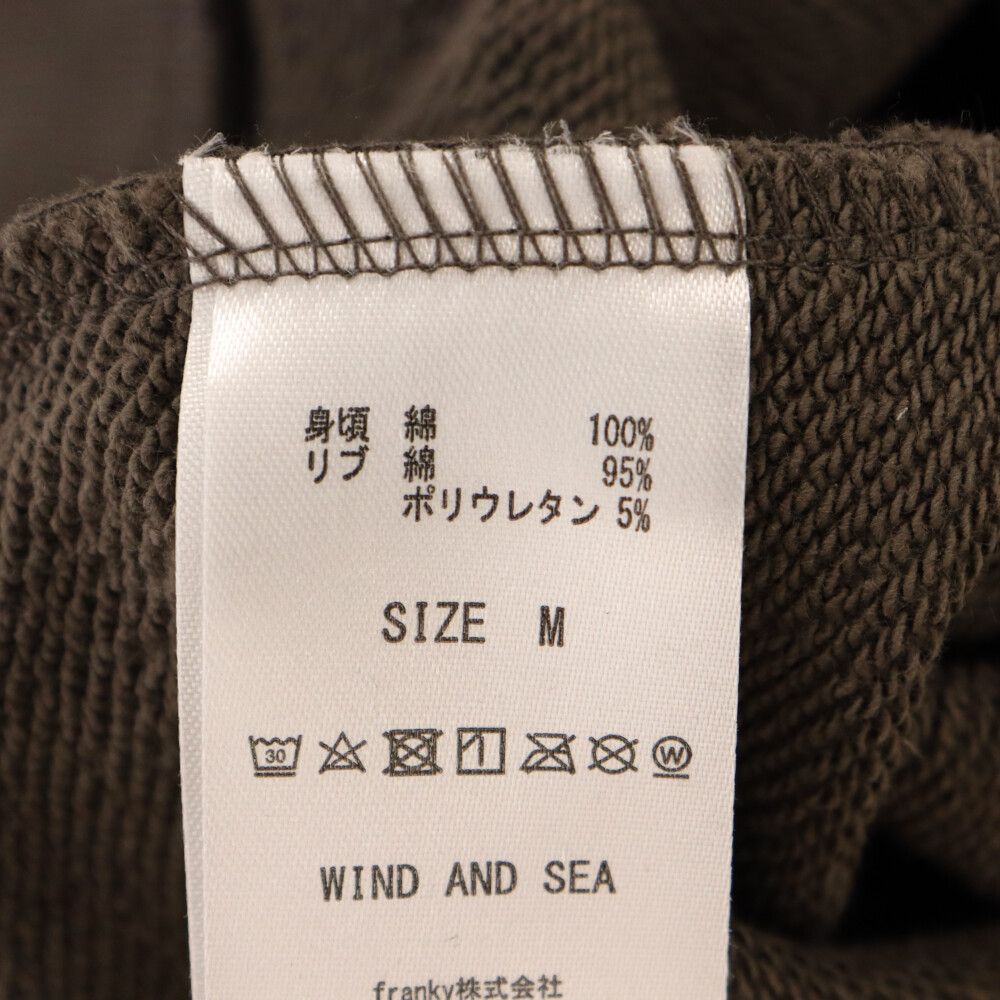 身頃 綿 100%
リブ 綿 95%
ポリウレタン 5%
SIZE M
30
W
WIND AND SEA
franky株式会社